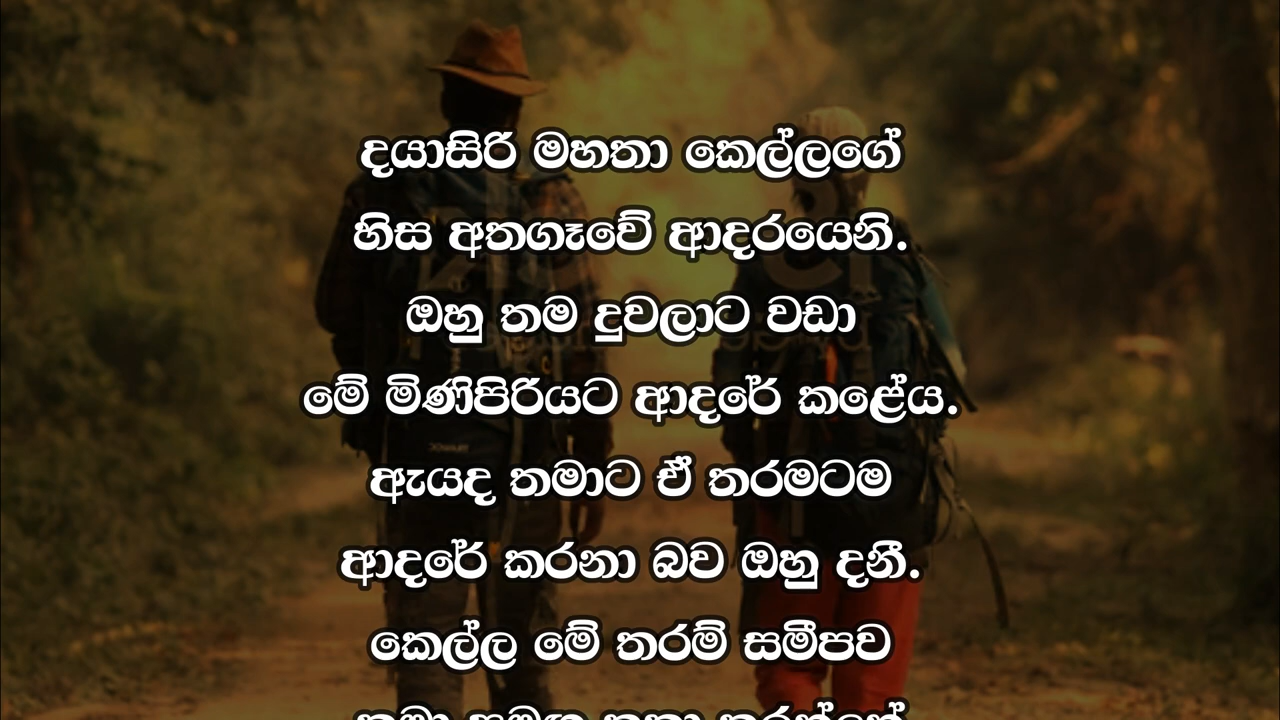 දයාසිරි මහතා කෙල්ලගේ
හිස අතගෑවේ ආදරයෙනි.
ඔහු තම දූවලාට වඩා
මේ මිණිපිරියට ආදරේ කළේය.
ඇයද තමාට ඒ තරමටම
ආදරේ කරනා බව ඔහු දනී.
කෙල්ල මේ තරම් සමීපව